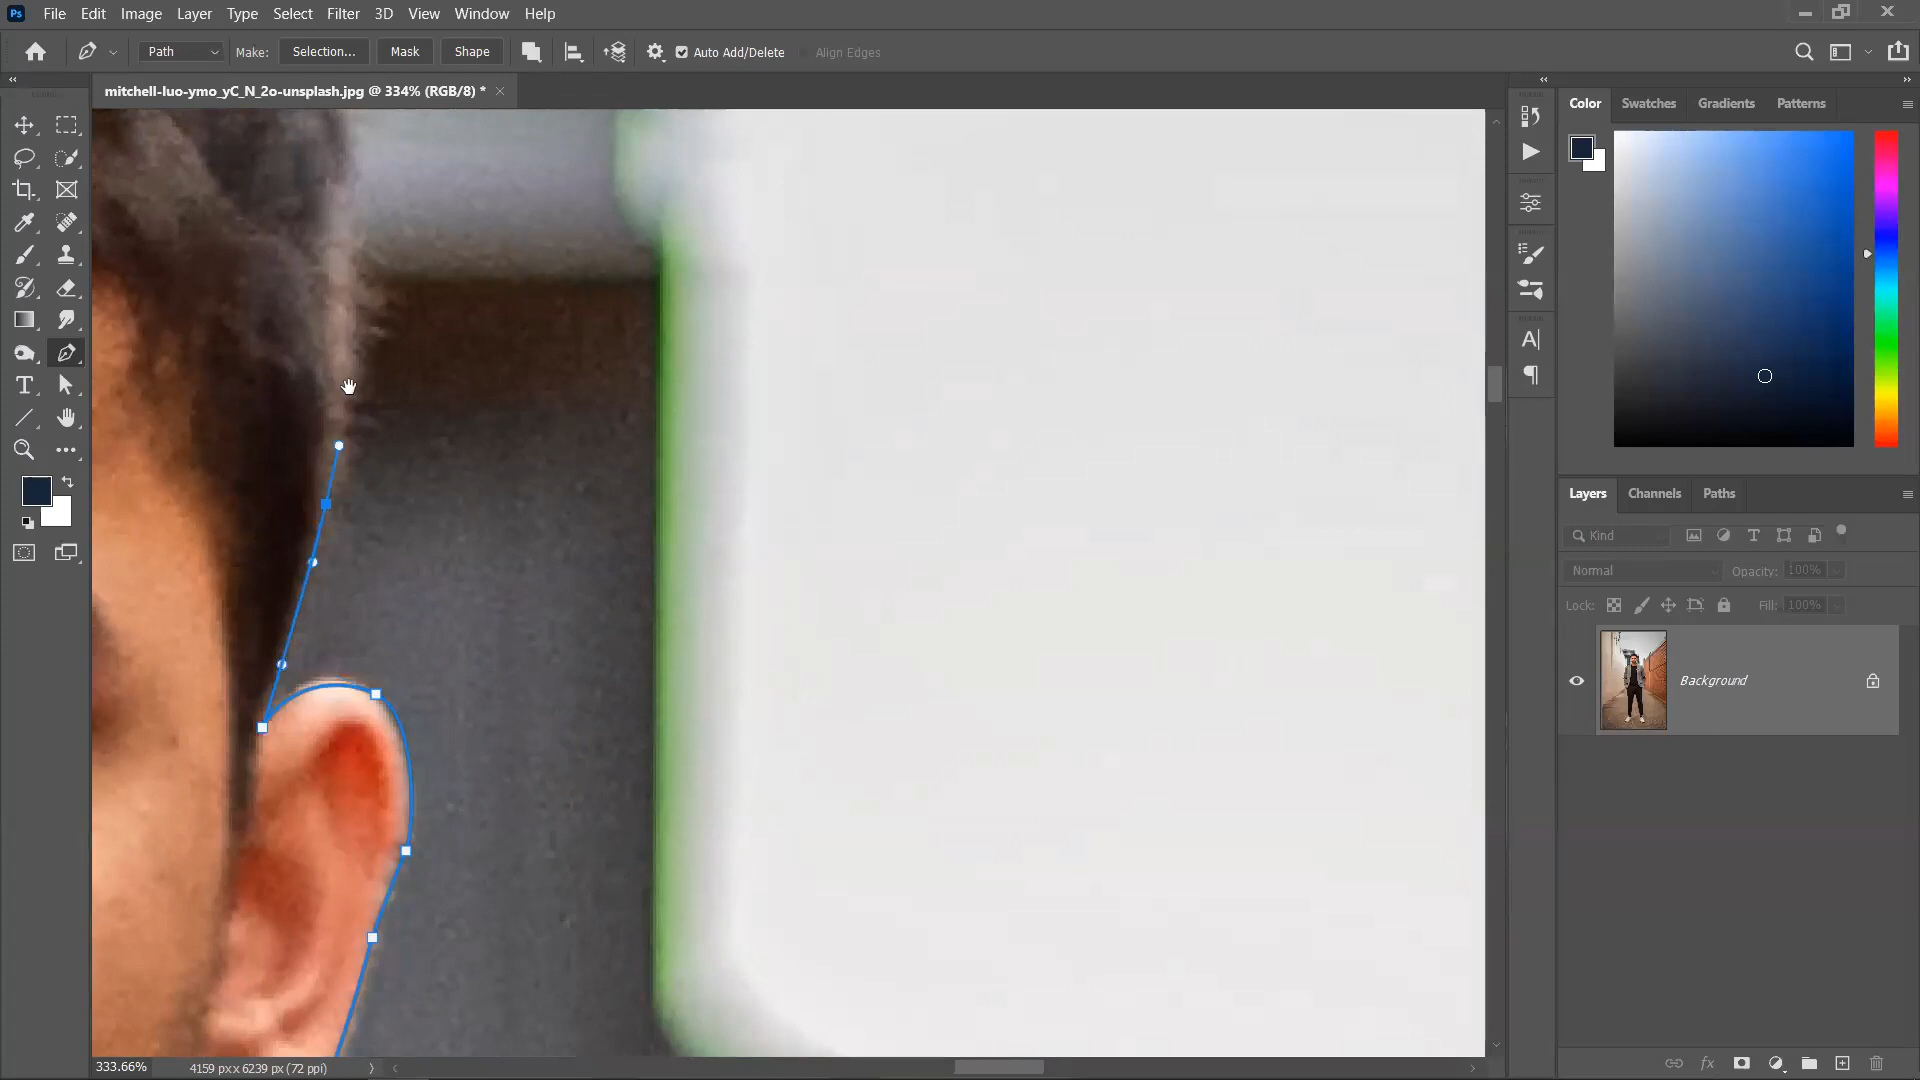 Ps File Edit Image Layer Type Select Filter 3D View Window Help
Path Make: Selection... Mask Shape Auto Add/Delete Align Edges
mitchell-luo-ymo_yC_N_2o-unsplash.jpg @ 334% (RGB/8) *
Color Swatches Gradients Patterns
Layers Channels Paths
Kind
Normal Opacity: 100%
Lock: Fill: 100%
Background
333.66% 4159 px x 6239 px (72 ppi)